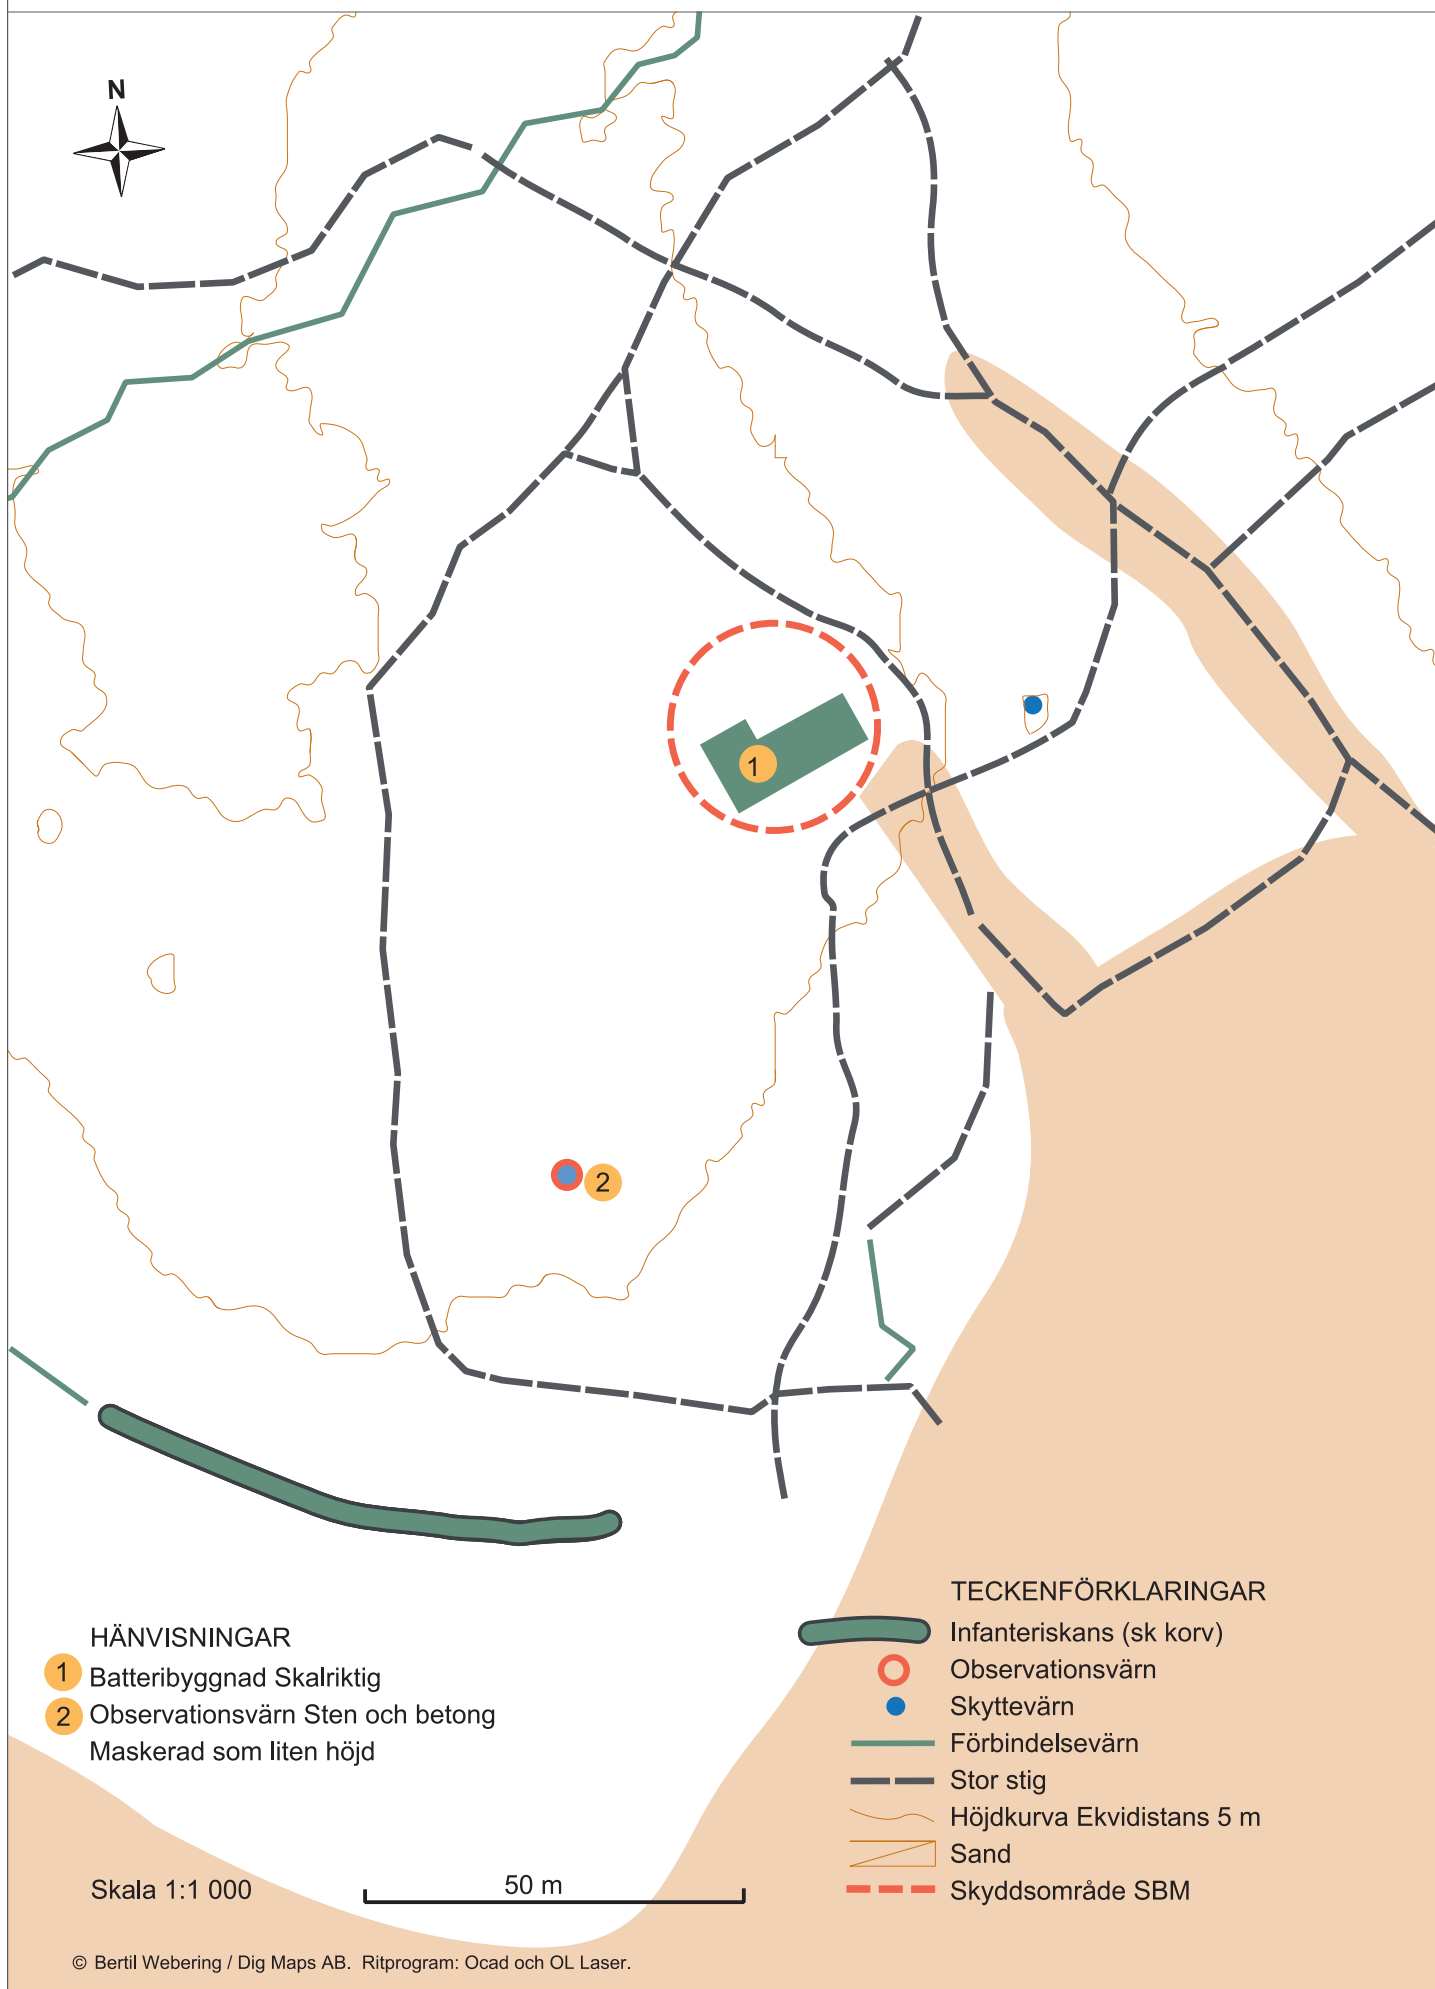 N
1
2
HÄNVISNINGAR
1 Batteribyggnad Skalriktig
2 Observationsvärn Sten och betong
Maskerad som liten höjd
TECKENFÖRKLARINGAR
Infanteriskans (sk korv)
Observationsvärn
Skyttevärn
Förbindelsevärn
Stor stig
Höjdkurva Ekvidistans 5 m
Sand
Skyddsområde SBM
Skala 1:1 000
50 m
© Bertil Webering / Dig Maps AB. Ritprogram: Ocad och OL Laser.